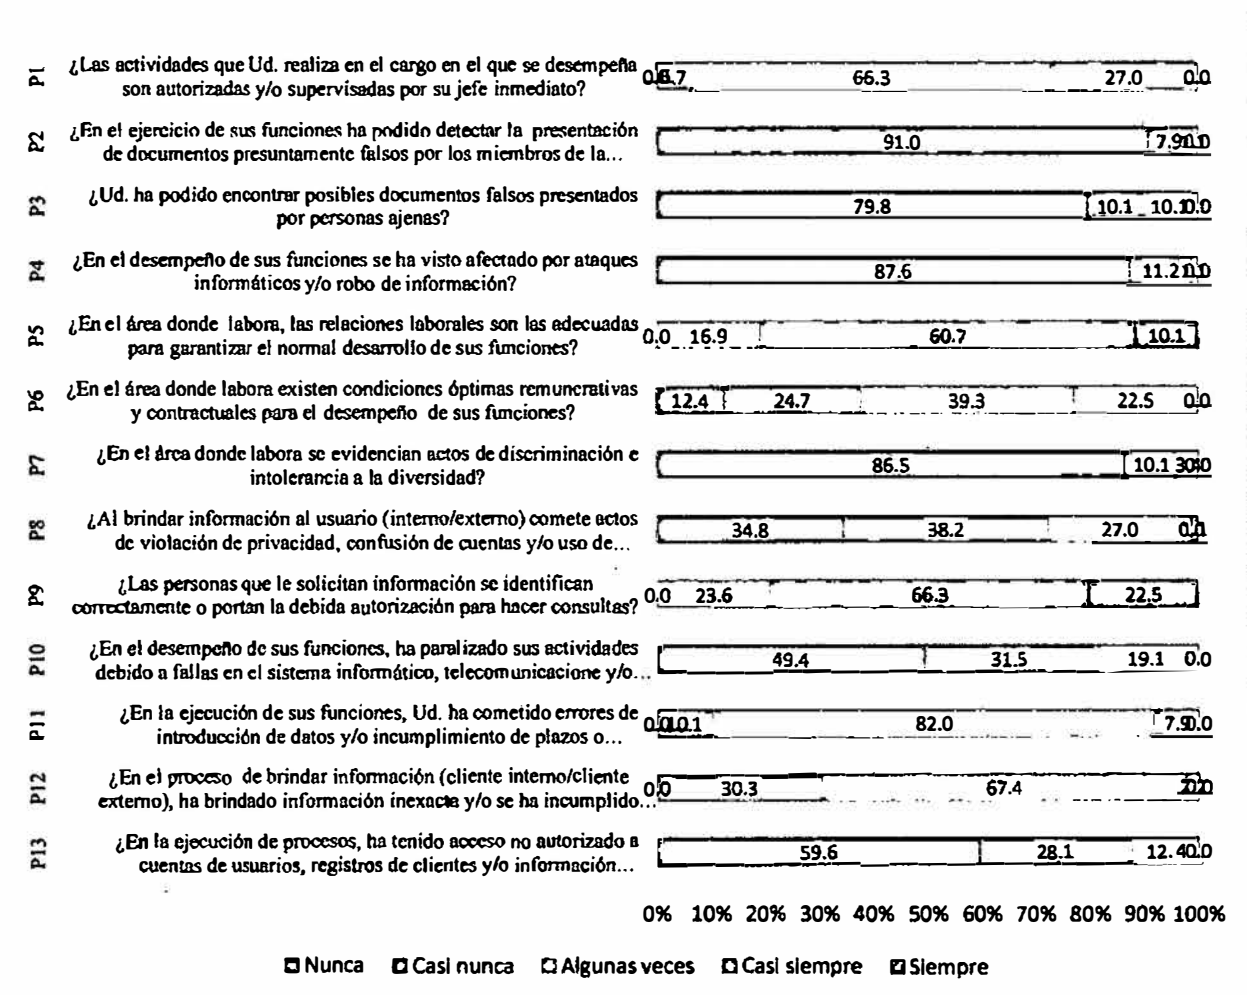 P1
¿Las actividades que Ud. realiza en el cargo en el que se desempeña
son autorizadas y/o supervisadas por su jefe inmediato?
66.3 27.0 0.0
P2
¿En el ejercicio de sus funciones ha podido detectar la presentación
de documentos presuntamente falsos por los miembros de la...
91.0
P3
¿Ud. ha podido encontrar posibles documentos falsos presentados
por personas ajenas?
79.8 10.1 10.1 0.0
P4
¿En el desempeño de sus funciones se ha visto afectado por ataques
informáticos y/o robo de información?
87.6 11.2
P5
¿En el área donde labora, las relaciones laborales son las adecuadas
para garantizar el normal desarrollo de sus funciones?
0.0 16.9 60.7 10.1
P6
¿En el área donde labora existen condiciones óptimas remunerativas
y contractuales para el desempeño de sus funciones?
12.4 24.7 39.3 22.5 0.0
P7
¿En el área donde labora se evidencian actos de discriminación e
intolerancia a la diversidad?
86.5 10.1
P8
¿Al brindar información al usuario (interno/externo) comete actos
de violación de privacidad, confusión de cuentas y/o uso de...
34.8 38.2 27.0
P9
¿Las personas que le solicitan información se identifican
correctamente o portan la debida autorización para hacer consultas?
0.0 23.6 66.3 22.5
P10
¿En el desempeño de sus funciones, ha paralizado sus actividades
debido a fallas en el sistema informático, telecomunicacione y/o...
49.4 31.5 19.1 0.0
P11
¿En la ejecución de sus funciones, Ud. ha cometido errores de
introducción de datos y/o incumplimiento de plazos o...
82.0 7.9 0.0
P12
¿En el proceso de brindar información (cliente interno/cliente
externo), ha brindado información inexacta y/o se ha incumplido...
30.3 67.4
P13
¿En la ejecución de procesos, ha tenido acceso no autorizado a
cuentas de usuarios, registros de clientes y/o información...
59.6 28.1 12.4
0% 10% 20% 30% 40% 50% 60% 70% 80% 90% 100%
Nunca Casi nunca Algunas veces Casi siempre Siempre